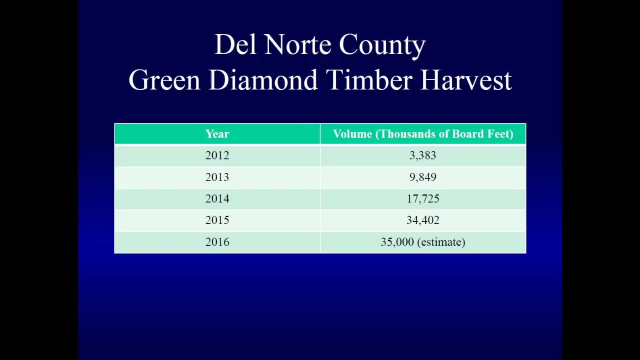 Del Norte County
Green Diamond Timber Harvest
Year Volume (Thousands of Board Feet)
2012 3,383
2013 9,849
2014 17,725
2015 34,402
2016 35,000 (estimate)